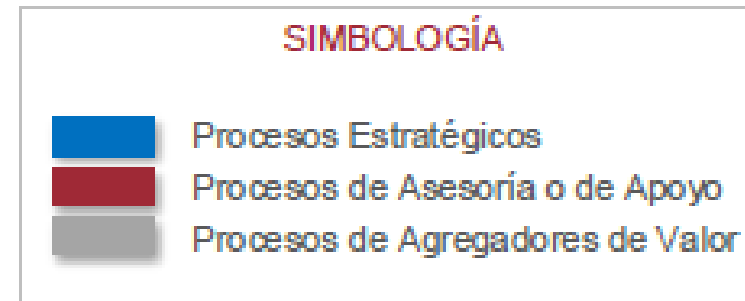 SIMBOLOGÍA
Procesos Estratégicos
Procesos de Asesoría o de Apoyo
Procesos de Agregadores de Valor